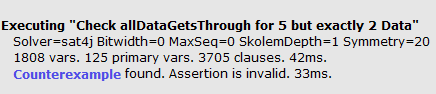 Executing "Check allDataGetsThrough for 5 but exactly 2 Data"
Solver=sat4j Bitwidth=0 MaxSeq=0 SkolemDepth=1 Symmetry=20
1808 vars. 125 primary vars. 3705 clauses. 42ms.
Counterexample found. Assertion is invalid. 33ms.